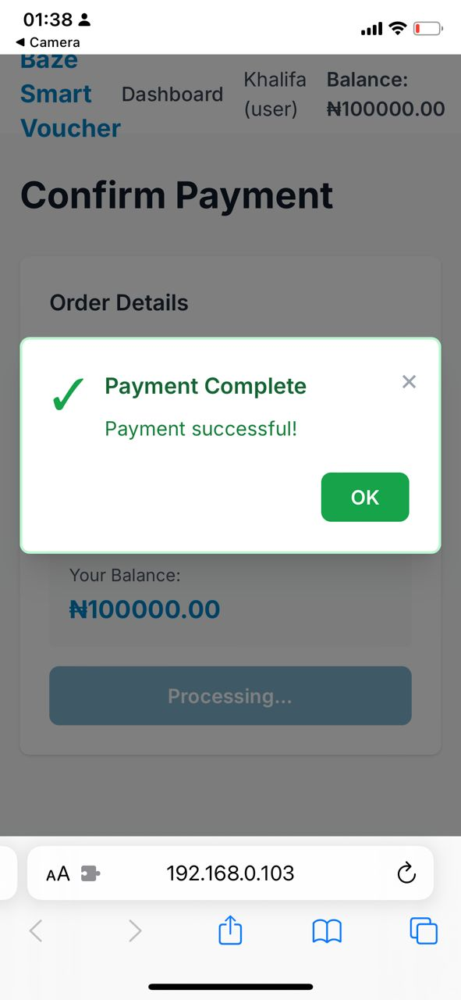 01:38
◀ Camera
Baze
Smart
Voucher
Dashboard
Khalifa
(user)
Balance:
₦100000.00
Confirm Payment
Order Details
✓ Payment Complete ×
Payment successful!
OK
Your Balance:
₦100000.00
Processing...
AA 192.168.0.103